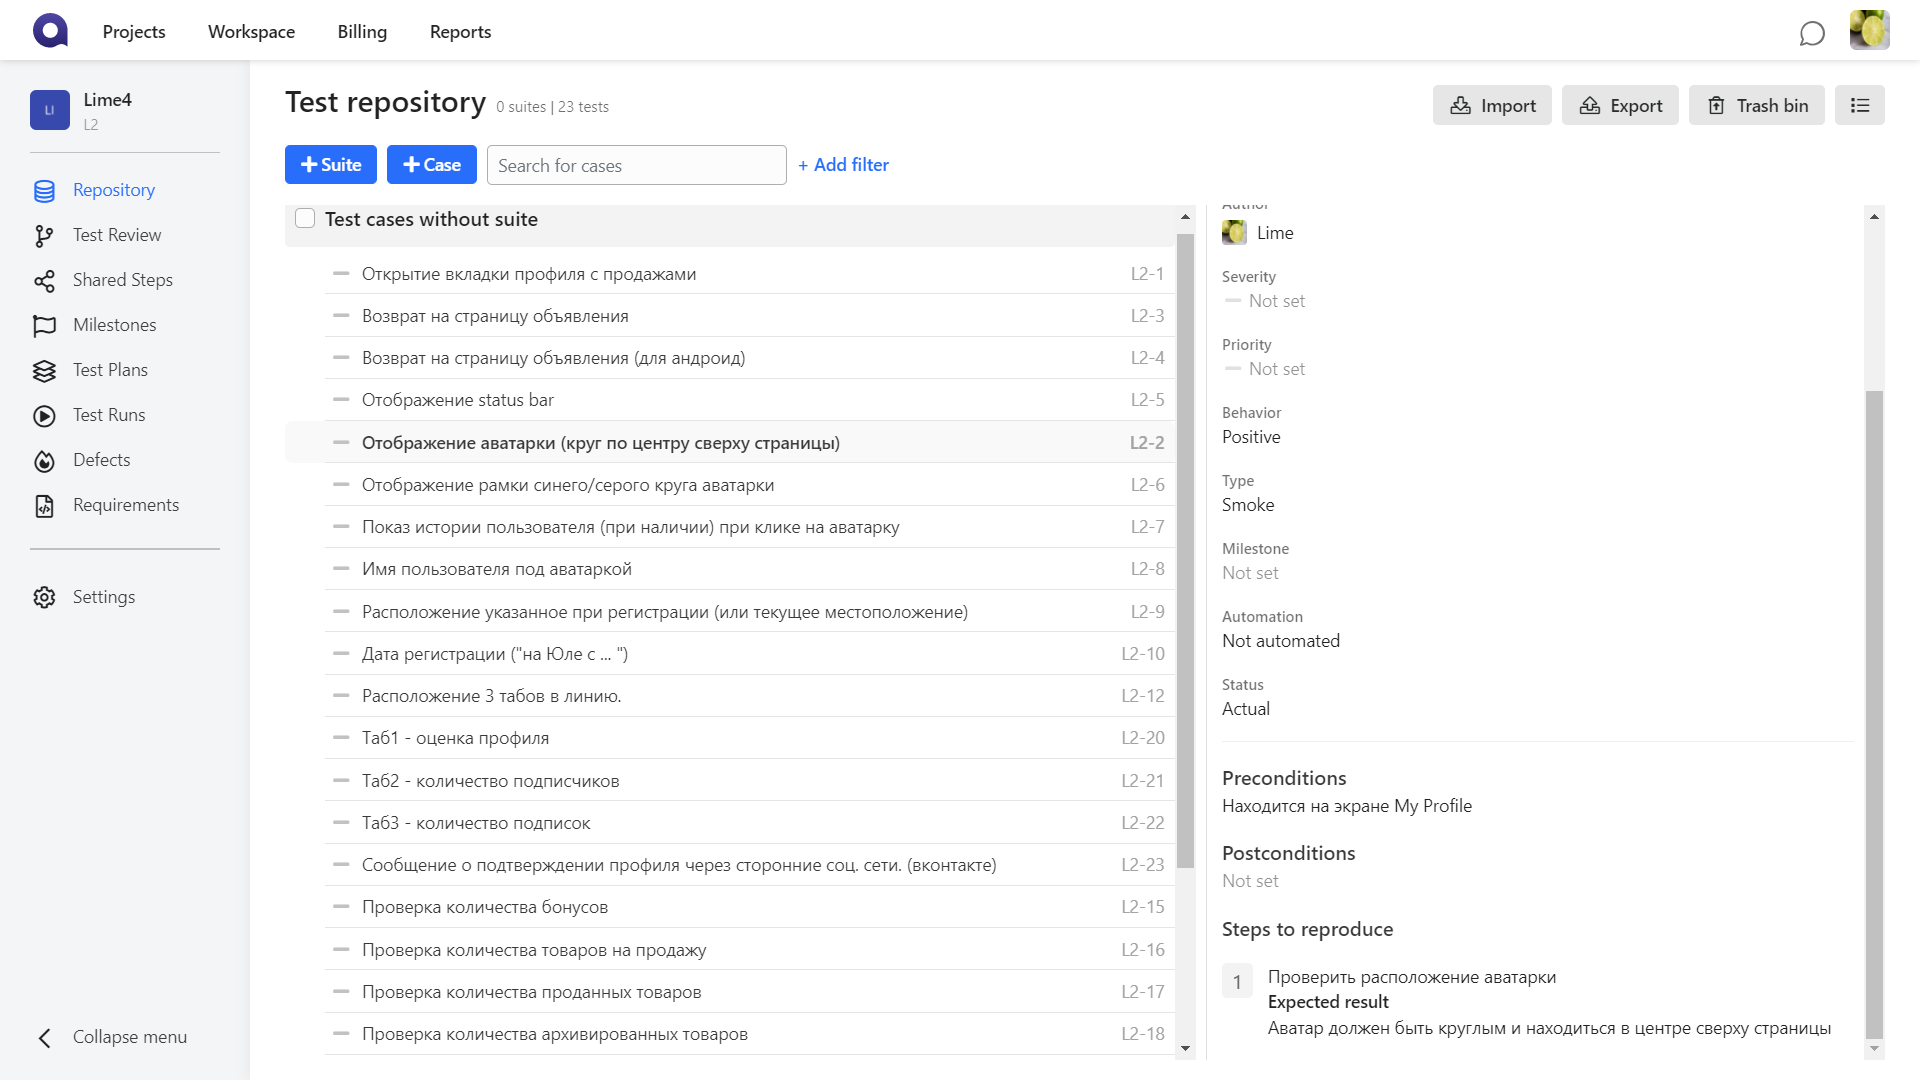 Projects
Workspace
Billing
Reports
LI
Lime4
L2
Repository
Test Review
Shared Steps
Milestones
Test Plans
Test Runs
Defects
Requirements
Settings
Collapse menu
Test repository
0 suites | 23 tests
Import
Export
Trash bin
Suite
Case
Search for cases
+ Add filter
Test cases without suite
Открытие вкладки профиля с продажами L2-1
Возврат на страницу объявления L2-3
Возврат на страницу объявления (для андроид) L2-4
Отображение status bar L2-5
Отображение аватарки (круг по центру сверху страницы) L2-2
Отображение рамки синего/серого круга аватарки L2-6
Показ истории пользователя (при наличии) при клике на аватарку L2-7
Имя пользователя под аватаркой L2-8
Расположение указанное при регистрации (или текущее местоположение) L2-9
Дата регистрации ("на Юле с ... ") L2-10
Расположение 3 табов в линию. L2-12
Таб1 - оценка профиля L2-20
Таб2 - количество подписчиков L2-21
Таб3 - количество подписок L2-22
Сообщение о подтверждении профиля через сторонние соц. сети. (вконтакте) L2-23
Проверка количества бонусов L2-15
Проверка количества товаров на продажу L2-16
Проверка количества проданных товаров L2-17
Проверка количества архивированных товаров L2-18
Author
Lime
Severity
Not set
Priority
Not set
Behavior
Positive
Type
Smoke
Milestone
Not set
Automation
Not automated
Status
Actual
Preconditions
Находится на экране My Profile
Postconditions
Not set
Steps to reproduce
1
Проверить расположение аватарки
Expected result
Аватар должен быть круглым и находиться в центре сверху страницы